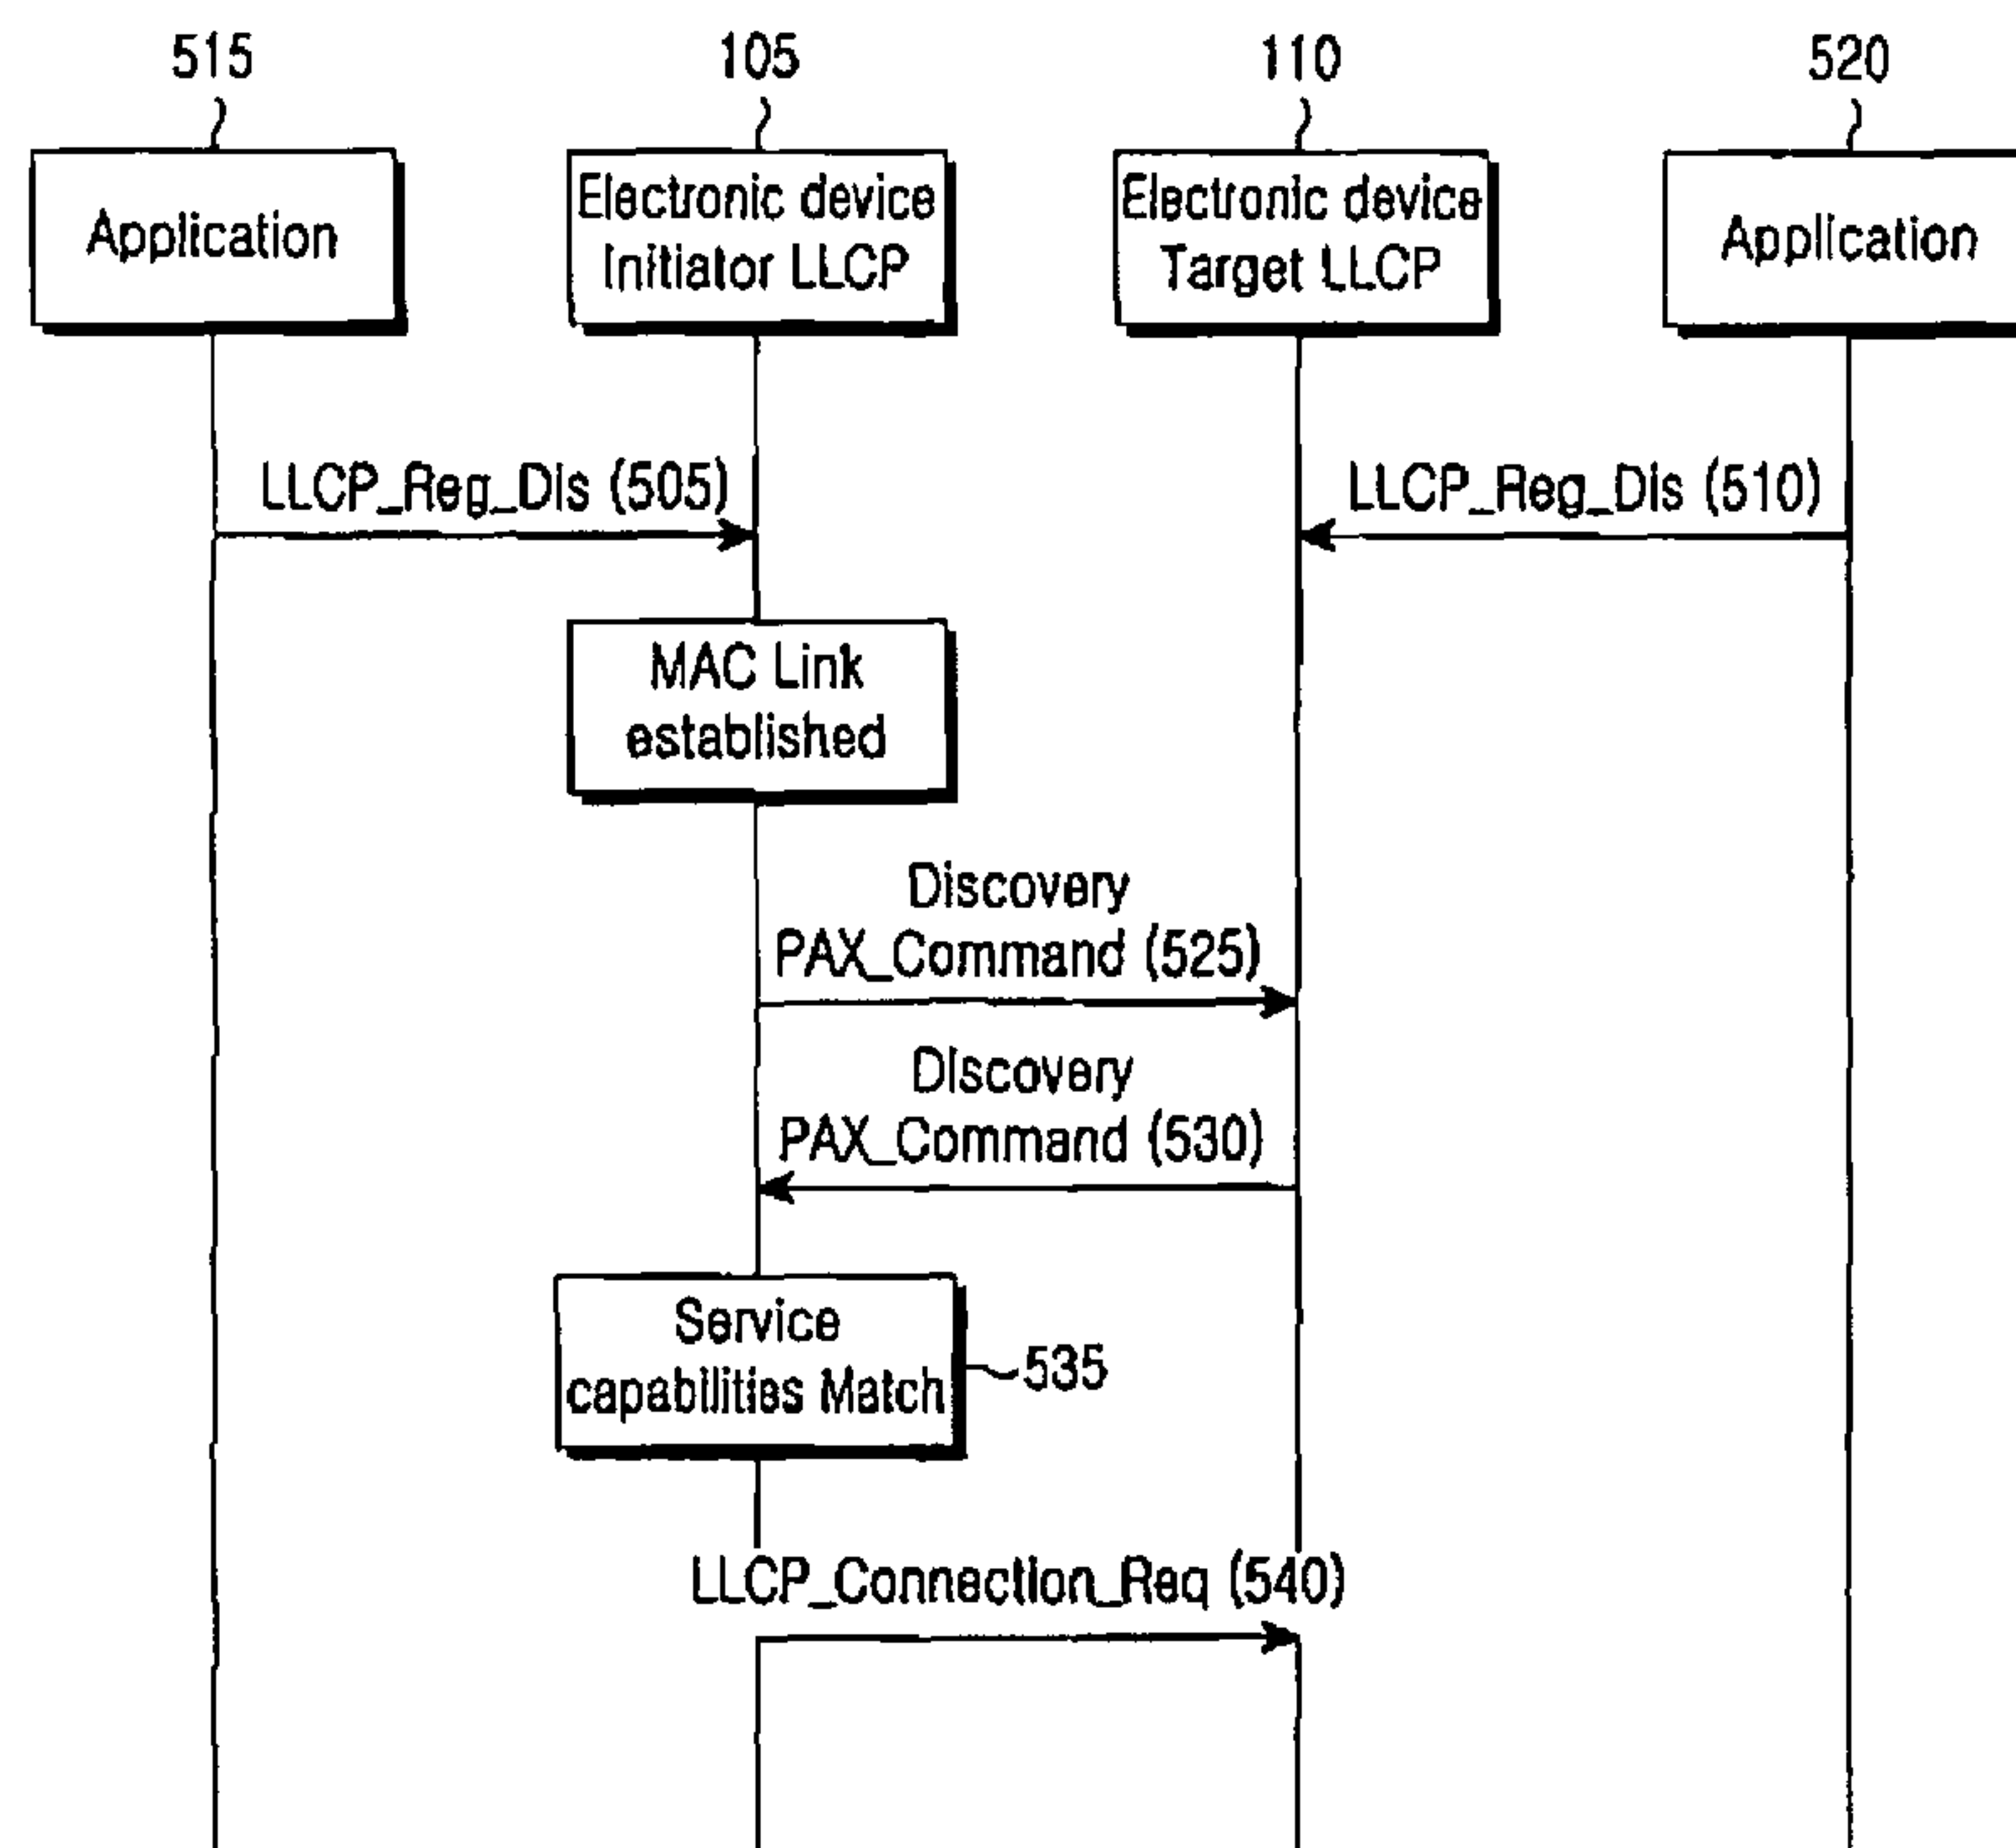 515
105
110
520
Application
Electronic device
Initiator LLCP
Electronic device
Target LLCP
Application
LLCP_Reg_Dis (505)
LLCP_Reg_Dis (510)
MAC Link
established
Discovery
PAX_Command (525)
Discovery
PAX_Command (530)
Service
capabilities Match
535
LLCP_Connection_Req (540)